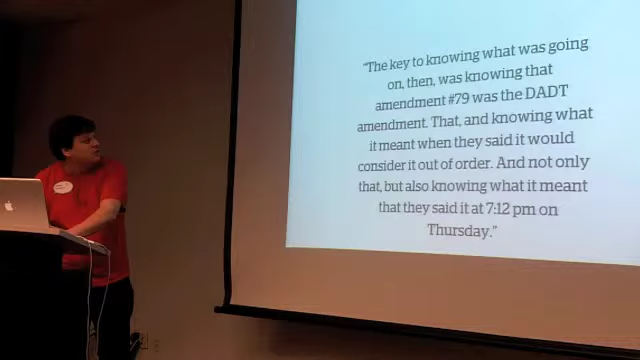 “The key to knowing what was going
on, then, was knowing that
amendment #79 was the DADT
amendment. That, and knowing what
it meant when they said it would
consider it out of order. And not only
that, but also knowing what it meant
that they said it at 7:12 pm on
Thursday.”